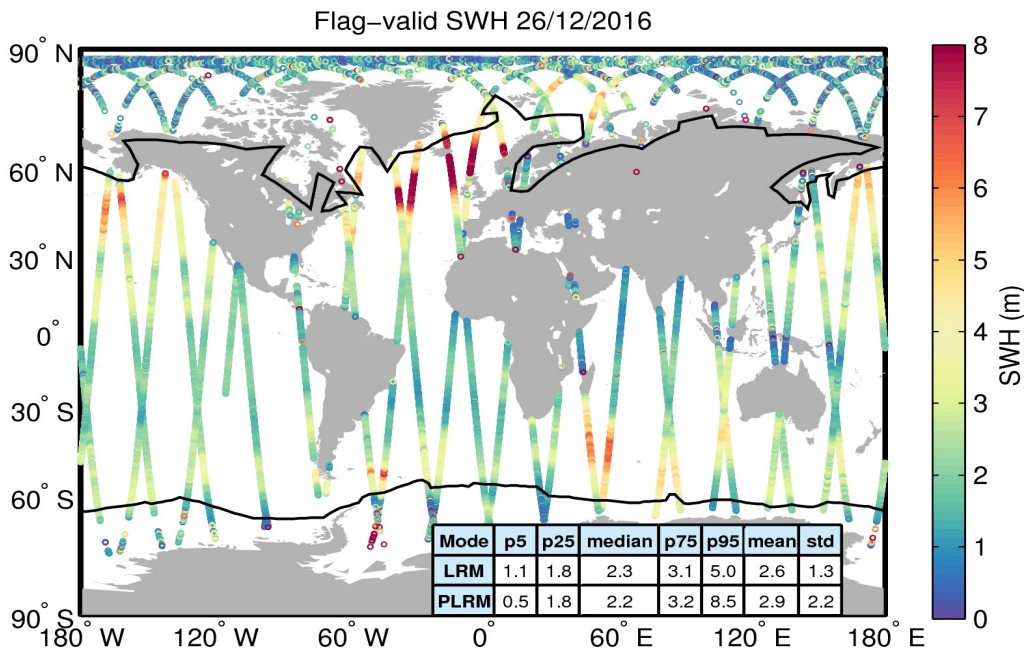 Flag−valid SWH 26/12/2016
90° N
60° N
30° N
0°
30° S
60° S
90° S
180° W
120° W
60° W
0°
60° E
120° E
180° E
8
7
6
5
4
3
2
1
0
SWH (m)
Mode p5 p25 median p75 p95 mean std
LRM 1.1 1.8 2.3 3.1 5.0 2.6 1.3
PLRM 0.5 1.8 2.2 3.2 8.5 2.9 2.2